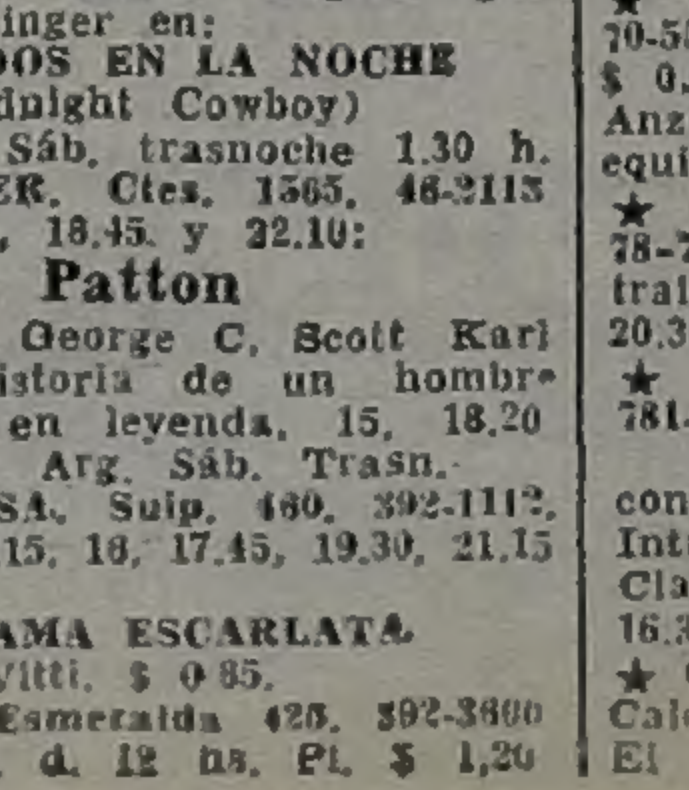 inger en:
DOS EN LA NOCHE
dnight Cowboy)
Sáb. trasnoche 1.30 h.
ER. Ctes. 1565. 46-2113
, 18.45. y 22.10:
Patton
George C. Scott Karl
istoria de un hombre
en leyenda. 15, 18.20
Arg. Sáb. Trasn.
SA. Suip. 460. 392-1112.
15, 16, 17.45, 19.30, 21.15
AMA ESCARLATA
Vitti. $ 0.85.
Esmeralda 425. 392-3600
. d. 12 hs. Pl. $ 1,20
★
70-5
$ 0.
Anz
equi
★
78-7
tral
20.3
★
781-
con
Int
Cla
16.3
★
Cal
El